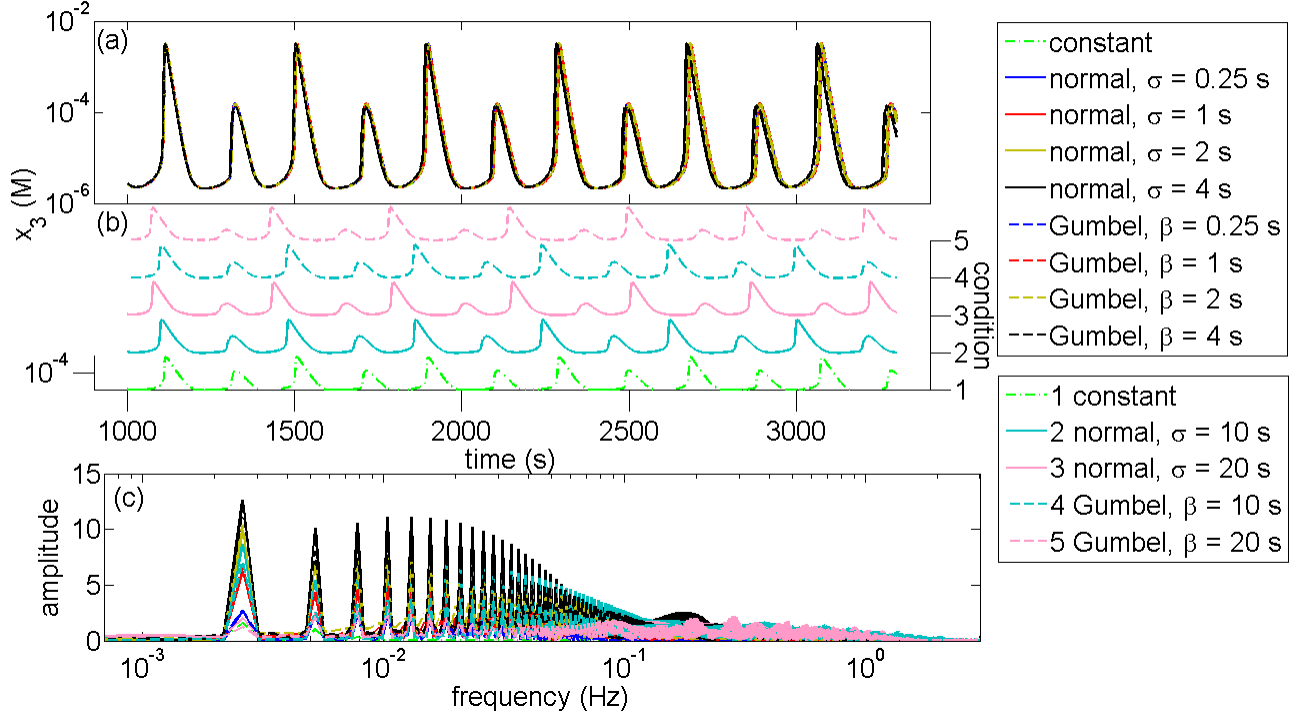 (a)
10⁻²
10⁻⁴
10⁻⁶
x₃ (M)
(b)
10⁻⁴
5
4
3
2
1
condition
1000
1500
2000
2500
3000
time (s)
constant
normal, σ = 0.25 s
normal, σ = 1 s
normal, σ = 2 s
normal, σ = 4 s
Gumbel, β = 0.25 s
Gumbel, β = 1 s
Gumbel, β = 2 s
Gumbel, β = 4 s
1 constant
2 normal, σ = 10 s
3 normal, σ = 20 s
4 Gumbel, β = 10 s
5 Gumbel, β = 20 s
(c)
15
10
5
0
amplitude
10⁻³
10⁻²
10⁻¹
10⁰
frequency (Hz)